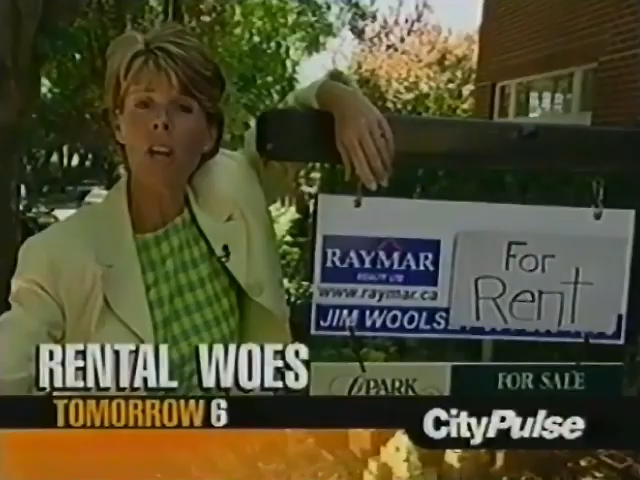 RAYMAR
REALTY LTD
www.raymar.ca
JIM WOOLS
For
Rent
PARK
FOR SALE
RENTAL WOES
TOMORROW 6
CityPulse